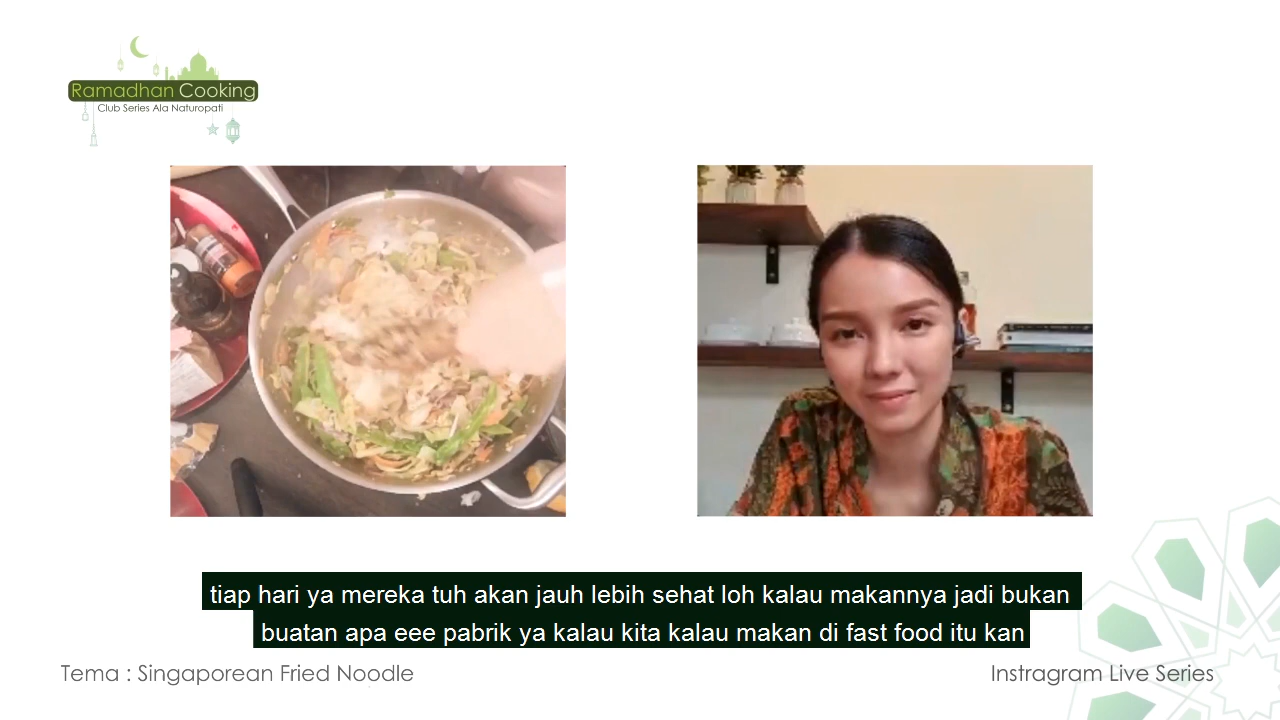 Ramadhan Cooking
Club Series Ala Naturopati
tiap hari ya mereka tuh akan jauh lebih sehat loh kalau makannya jadi bukan
buatan apa eee pabrik ya kalau kita kalau makan di fast food itu kan
Tema : Singaporean Fried Noodle
Instragram Live Series